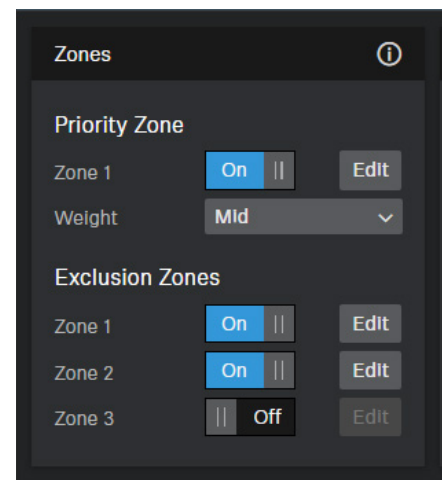 Zones
Priority Zone
Zone 1 On Edit
Weight Mid
Exclusion Zones
Zone 1 On Edit
Zone 2 On Edit
Zone 3 Off Edit